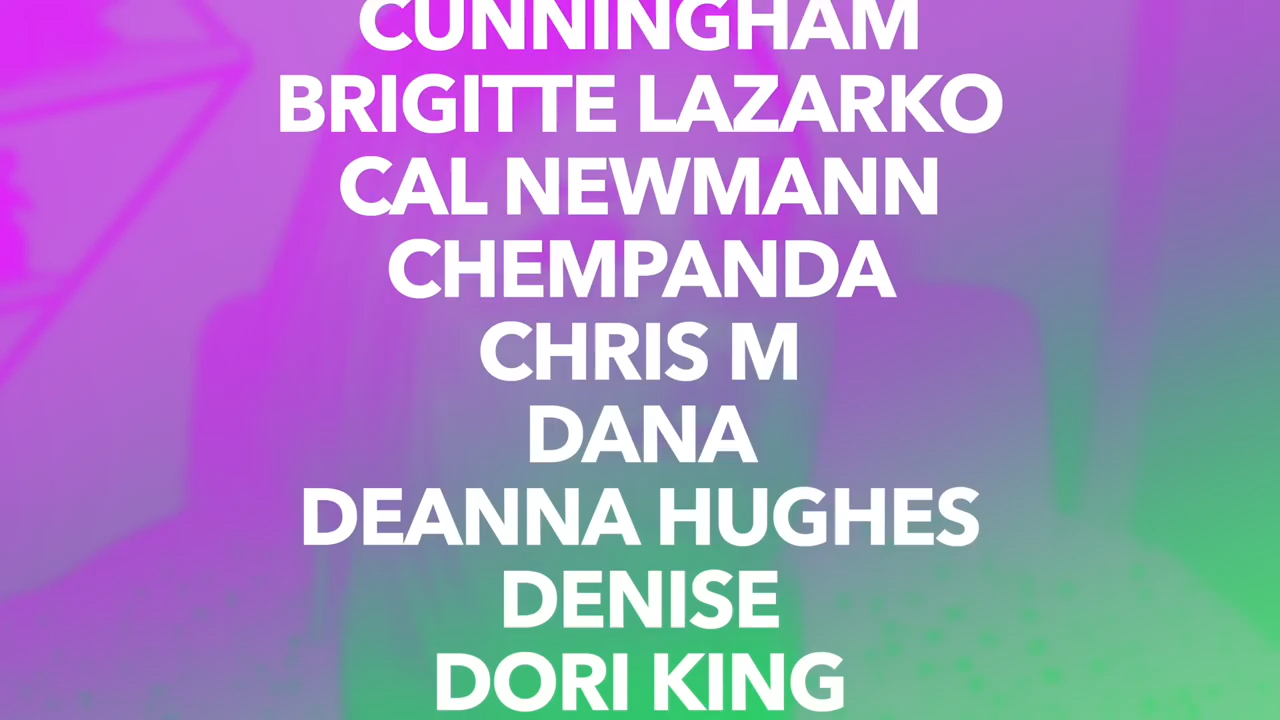 CUNNINGHAM
BRIGITTE LAZARKO
CAL NEWMANN
CHEMPANDA
CHRIS M
DANA
DEANNA HUGHES
DENISE
DORI KING